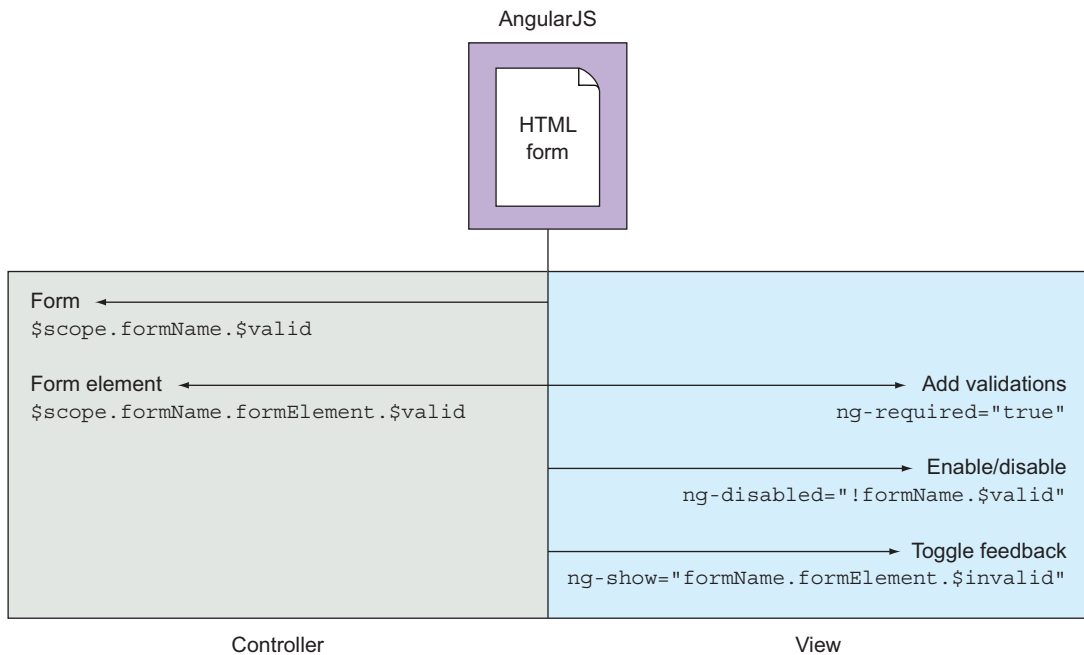 AngularJS
HTML
form
Form
$scope.formName.$valid
Form element
$scope.formName.formElement.$valid
Add validations
ng-required="true"
Enable/disable
ng-disabled="!formName.$valid"
Toggle feedback
ng-show="formName.formElement.$invalid"
Controller
View